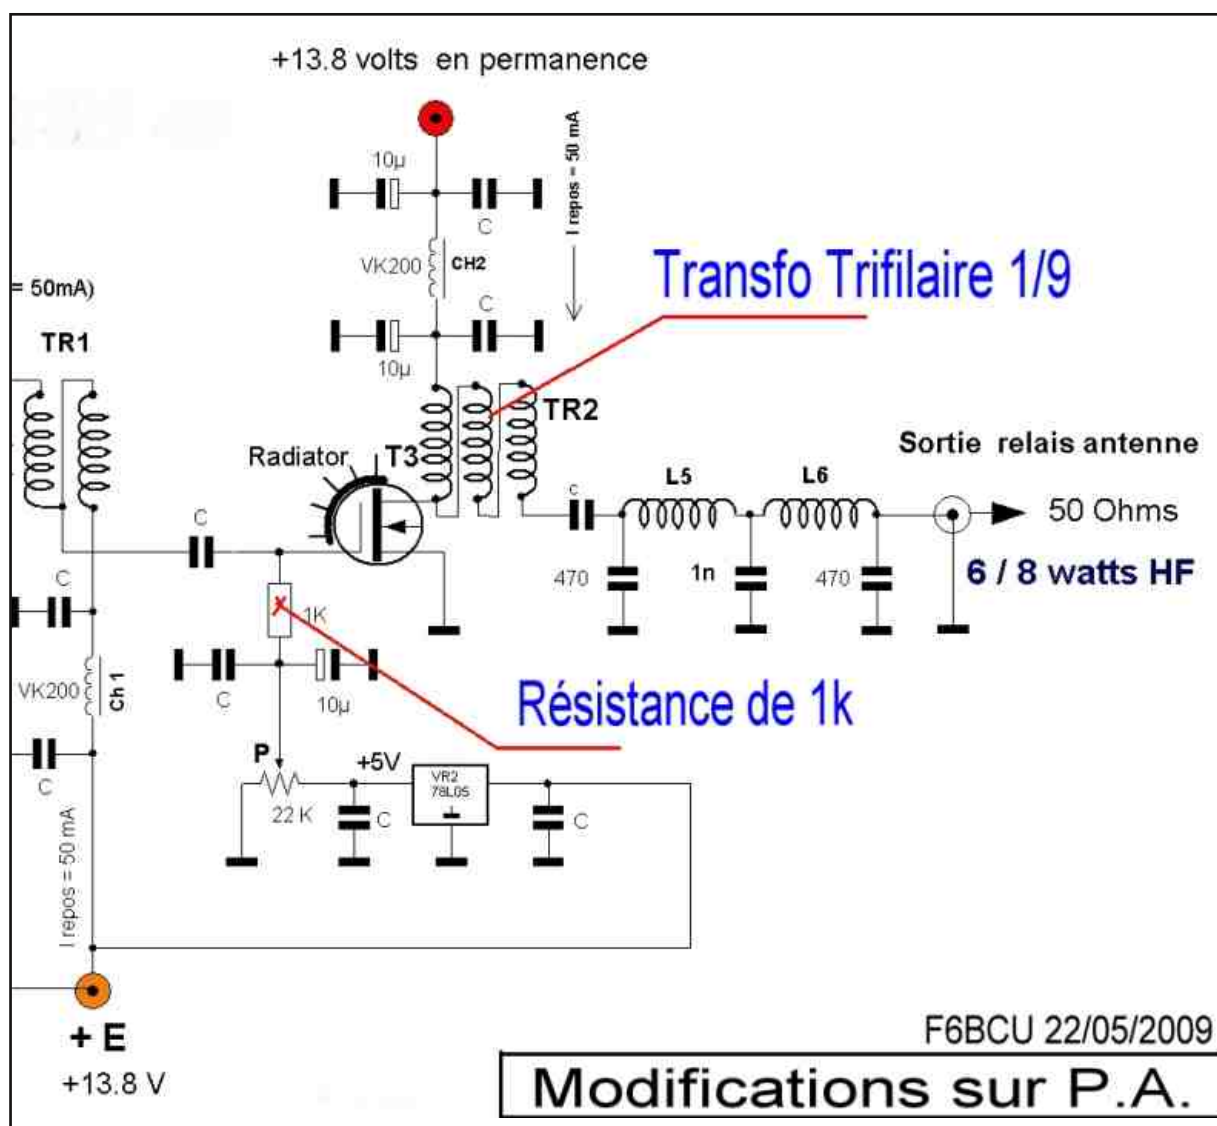 +13.8 volts en permanence
10µ
C
I repos = 50 mA
VK200
CH2
Transfo Trifilaire 1/9
= 50mA)
C
TR1
10µ
TR2
Radiator
T3
Sortie relais antenne
L5
L6
C
c
50 Ohms
C
470
1n
470
6 / 8 watts HF
1K
VK200
Ch 1
C
10µ
Résistance de 1k
P
+5V
VR2
78L05
C
22 K
C
C
I repos = 50 mA
+ E
+13.8 V
F6BCU 22/05/2009
Modifications sur P.A.